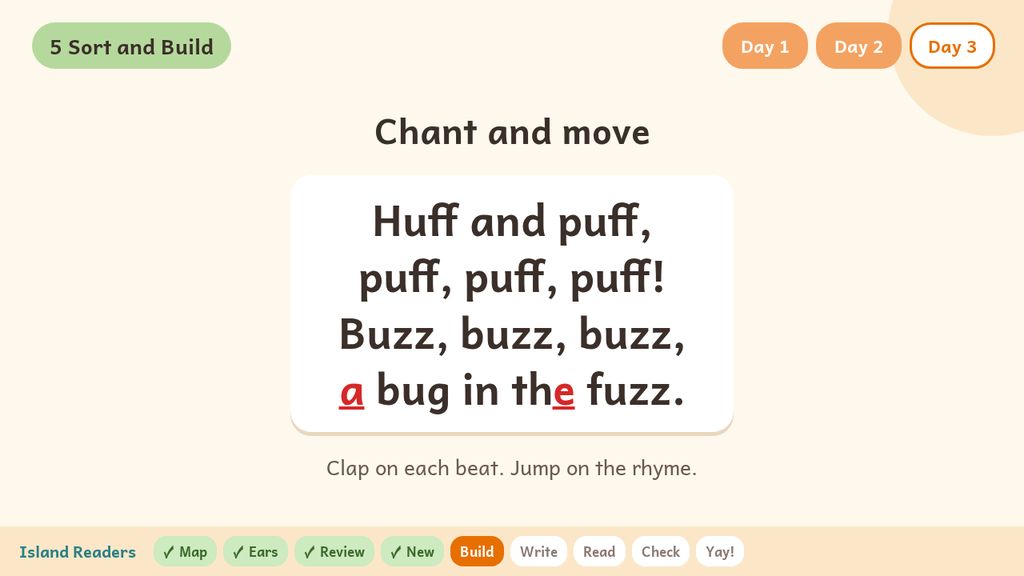 5 Sort and Build
Day 1
Day 2
Day 3
Chant and move
Huff and puff,
puff, puff, puff!
Buzz, buzz, buzz,
a bug in the fuzz.
Clap on each beat. Jump on the rhyme.
Island Readers
✓ Map
✓ Ears
✓ Review
✓ New
Build
Write
Read
Check
Yay!